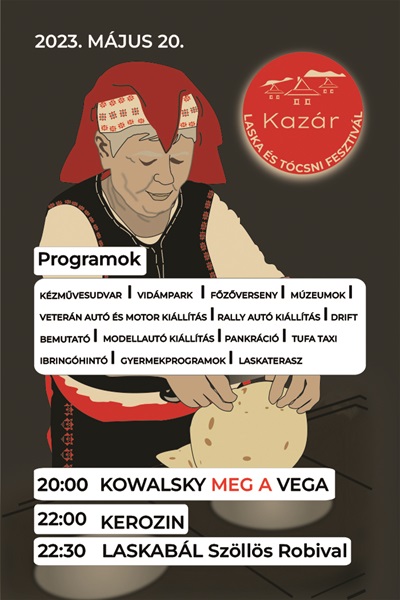 2023. MÁJUS 20.
Kazár
LASKA ÉS TÓCSNI FESZTIVÁL
Programok
KÉZMŰVESUDVAR | VIDÁMPARK | FŐZŐVERSENY | MÚZEUMOK |
VETERÁN AUTÓ ÉS MOTOR KIÁLLÍTÁS | RALLY AUTÓ KIÁLLÍTÁS | DRIFT
BEMUTATÓ | MODELLAUTÓ KIÁLLÍTÁS | PANKRÁCIÓ | TUFA TAXI
IBRINGÓHINTÓ | GYERMEKPROGRAMOK | LASKATERASZ
20:00 KOWALSKY MEG A VEGA
22:00 KEROZIN
22:30 LASKABÁL Szöllös Robival